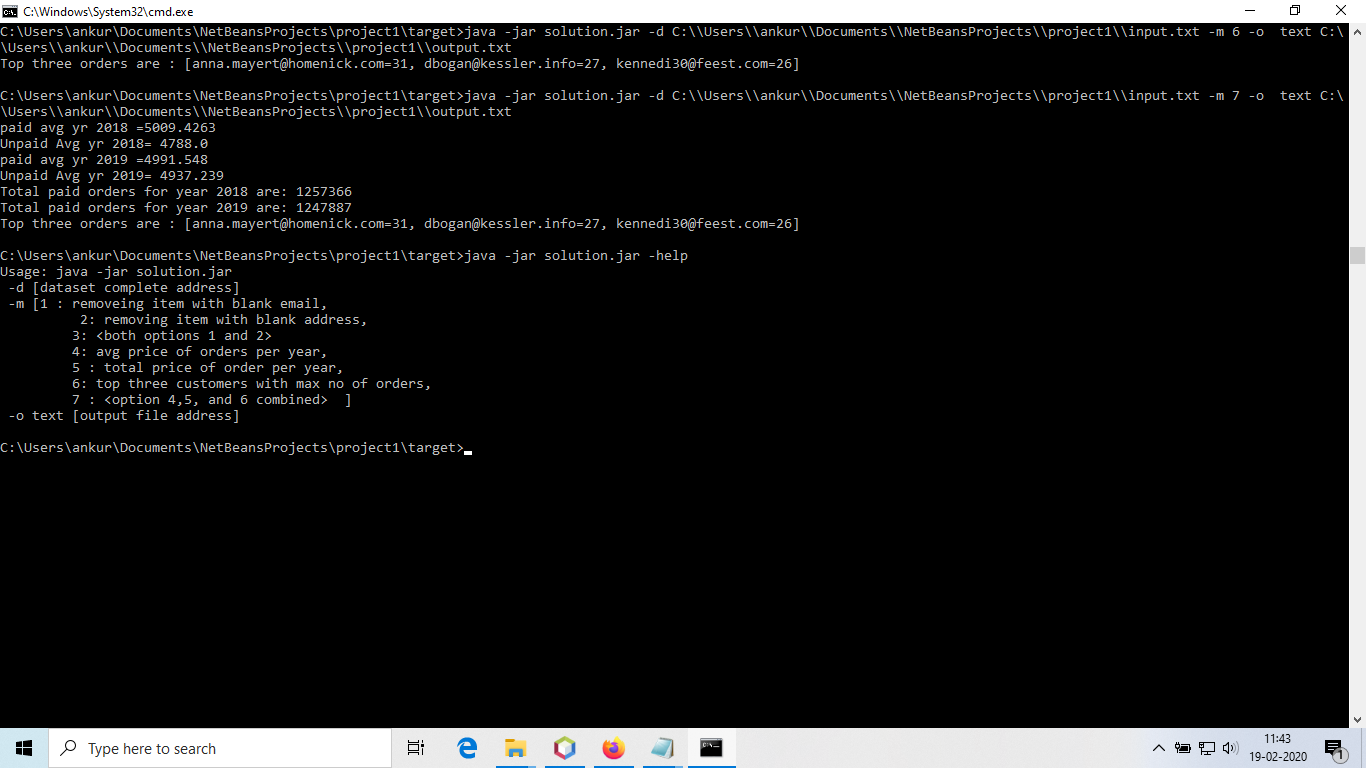 C:\Windows\System32\cmd.exe
C:\Users\ankur\Documents\NetBeansProjects\project1\target>java -jar solution.jar -d C:\\Users\\ankur\\Documents\\NetBeansProjects\\project1\\input.txt -m 6 -o  text C:\
\Users\\ankur\\Documents\\NetBeansProjects\\project1\\output.txt
Top three orders are : [anna.mayert@homenick.com=31, dbogan@kessler.info=27, kennedi30@feest.com=26]
C:\Users\ankur\Documents\NetBeansProjects\project1\target>java -jar solution.jar -d C:\\Users\\ankur\\Documents\\NetBeansProjects\\project1\\input.txt -m 7 -o  text C:\
\Users\\ankur\\Documents\\NetBeansProjects\\project1\\output.txt
paid avg yr 2018 =5009.4263
Unpaid Avg yr 2018= 4788.0
paid avg yr 2019 =4991.548
Unpaid Avg yr 2019= 4937.239
Total paid orders for year 2018 are: 1257366
Total paid orders for year 2019 are: 1247887
Top three orders are : [anna.mayert@homenick.com=31, dbogan@kessler.info=27, kennedi30@feest.com=26]
C:\Users\ankur\Documents\NetBeansProjects\project1\target>java -jar solution.jar -help
Usage: java -jar solution.jar
-d [dataset complete address]
-m [1 : removeing item with blank email,
2: removing item with blank address,
3: <both options 1 and 2>
4: avg price of orders per year,
5 : total price of order per year,
6: top three customers with max no of orders,
7 : <option 4,5, and 6 combined>  ]
-o text [output file address]
C:\Users\ankur\Documents\NetBeansProjects\project1\target>
Type here to search
11:43
19-02-2020
1